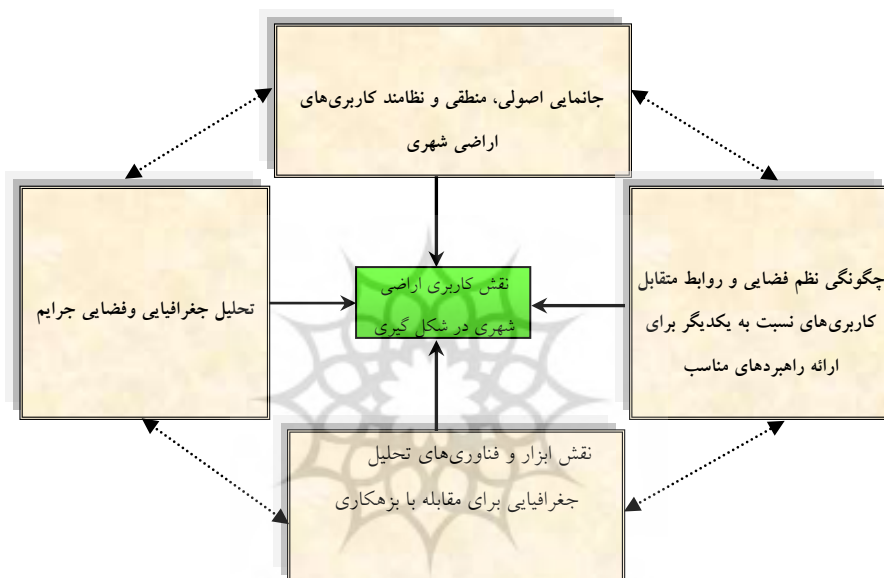 جانمایی اصولی، منطقی و نظامند کاربری‌های
اراضی شهری
چگونگی نظم فضایی و روابط متقابل
کاربری‌های نسبت به یکدیگر برای
ارائه راهبردهای مناسب
نقش کاربری اراضی
شهری در شکل گیری
تحلیل جغرافیایی وفضایی جرایم
نقش ابزار و فناوری‌های تحلیل
جغرافیایی برای مقابله با بزهکاری